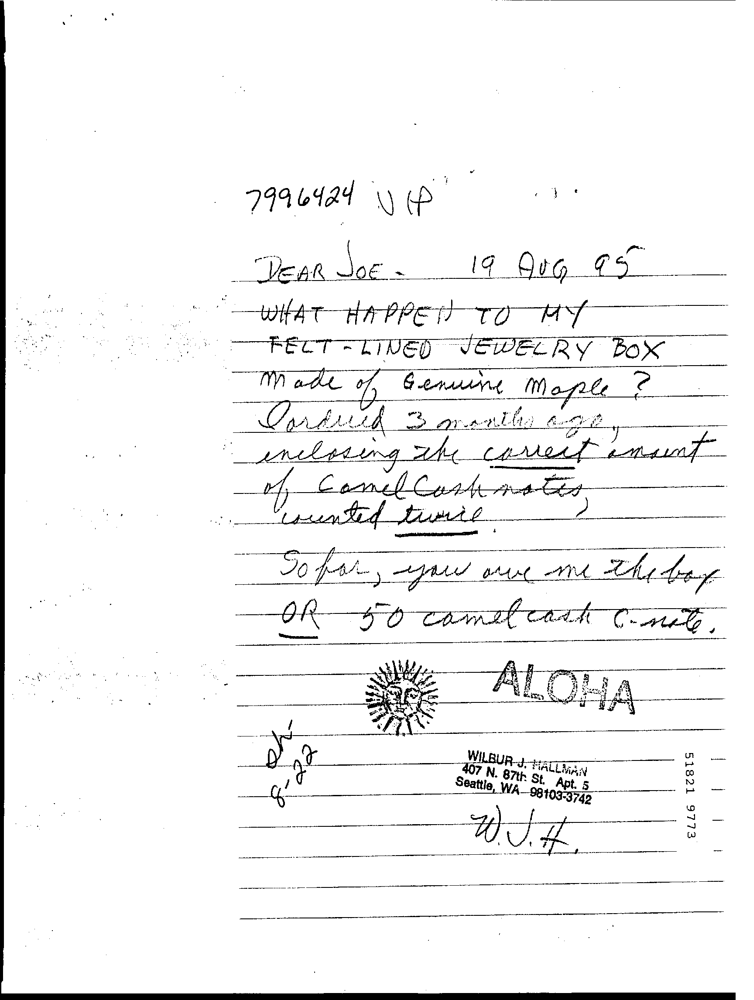 7996424 VIP
DEAR JOE - 19 AUG 95
WHAT HAPPEN TO MY
FELT-LINED JEWELRY BOX
Made of Genuine Maple?
I ordered 3 months ago,
enclosing the correct amount
of Camel Cash notes,
counted twice
So far, you owe me the box
OR 50 camel cash C-note.
ALOHA
8-22
WILBUR J. HALLMAN
407 N. 87th St. Apt. 5
Seattle, WA 98103-3742
W.J.H.
51821 9773